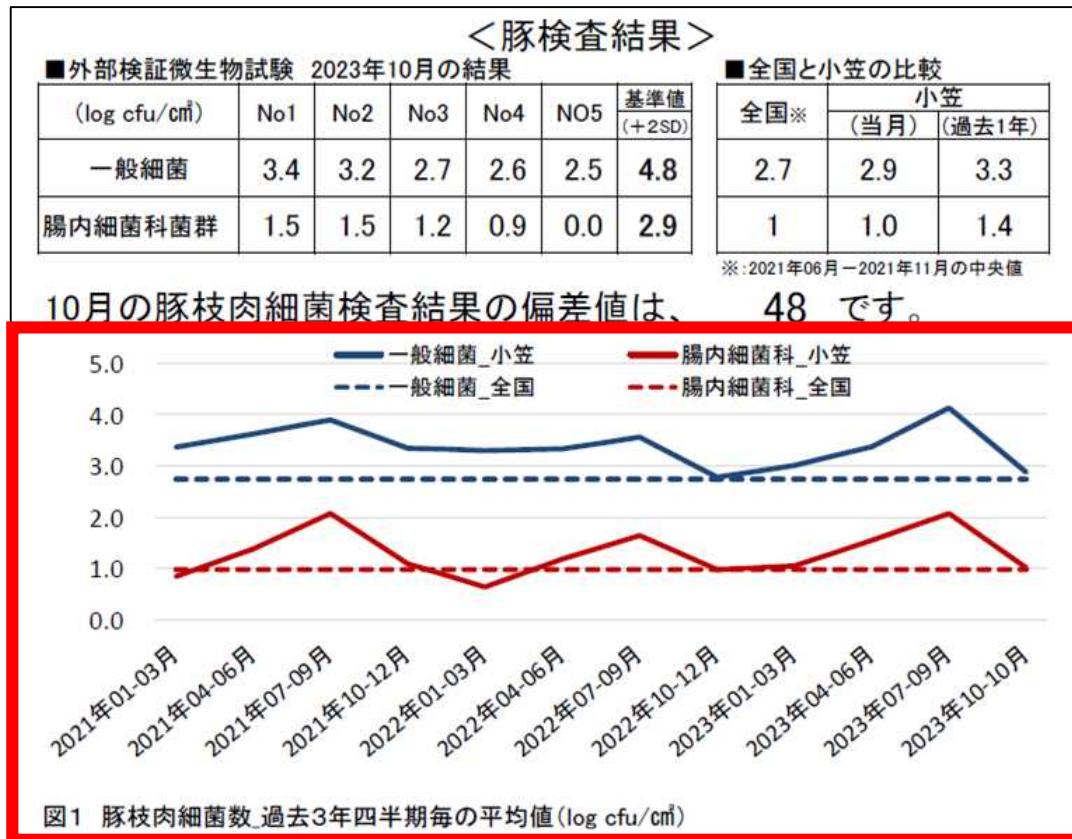 ＜豚検査結果＞
■外部検証微生物試験 2023年10月の結果
(log cfu/㎠) No1 No2 No3 No4 NO5 基準値 (＋2SD)
一般細菌 3.4 3.2 2.7 2.6 2.5 4.8
腸内細菌科菌群 1.5 1.5 1.2 0.9 0.0 2.9
■全国と小笠の比較
全国※ 小笠
(当月) (過去1年)
2.7 2.9 3.3
1 1.0 1.4
※:2021年06月－2021年11月の中央値
10月の豚枝肉細菌検査結果の偏差値は、 48 です。
一般細菌_小笠 腸内細菌科_小笠
一般細菌_全国 腸内細菌科_全国
5.0
4.0
3.0
2.0
1.0
0.0
2021年01-03月
2021年04-06月
2021年07-09月
2021年10-12月
2022年01-03月
2022年04-06月
2022年07-09月
2022年10-12月
2023年01-03月
2023年04-06月
2023年07-09月
2023年10-10月
図1 豚枝肉細菌数_過去3年四半期毎の平均値(log cfu/㎠)